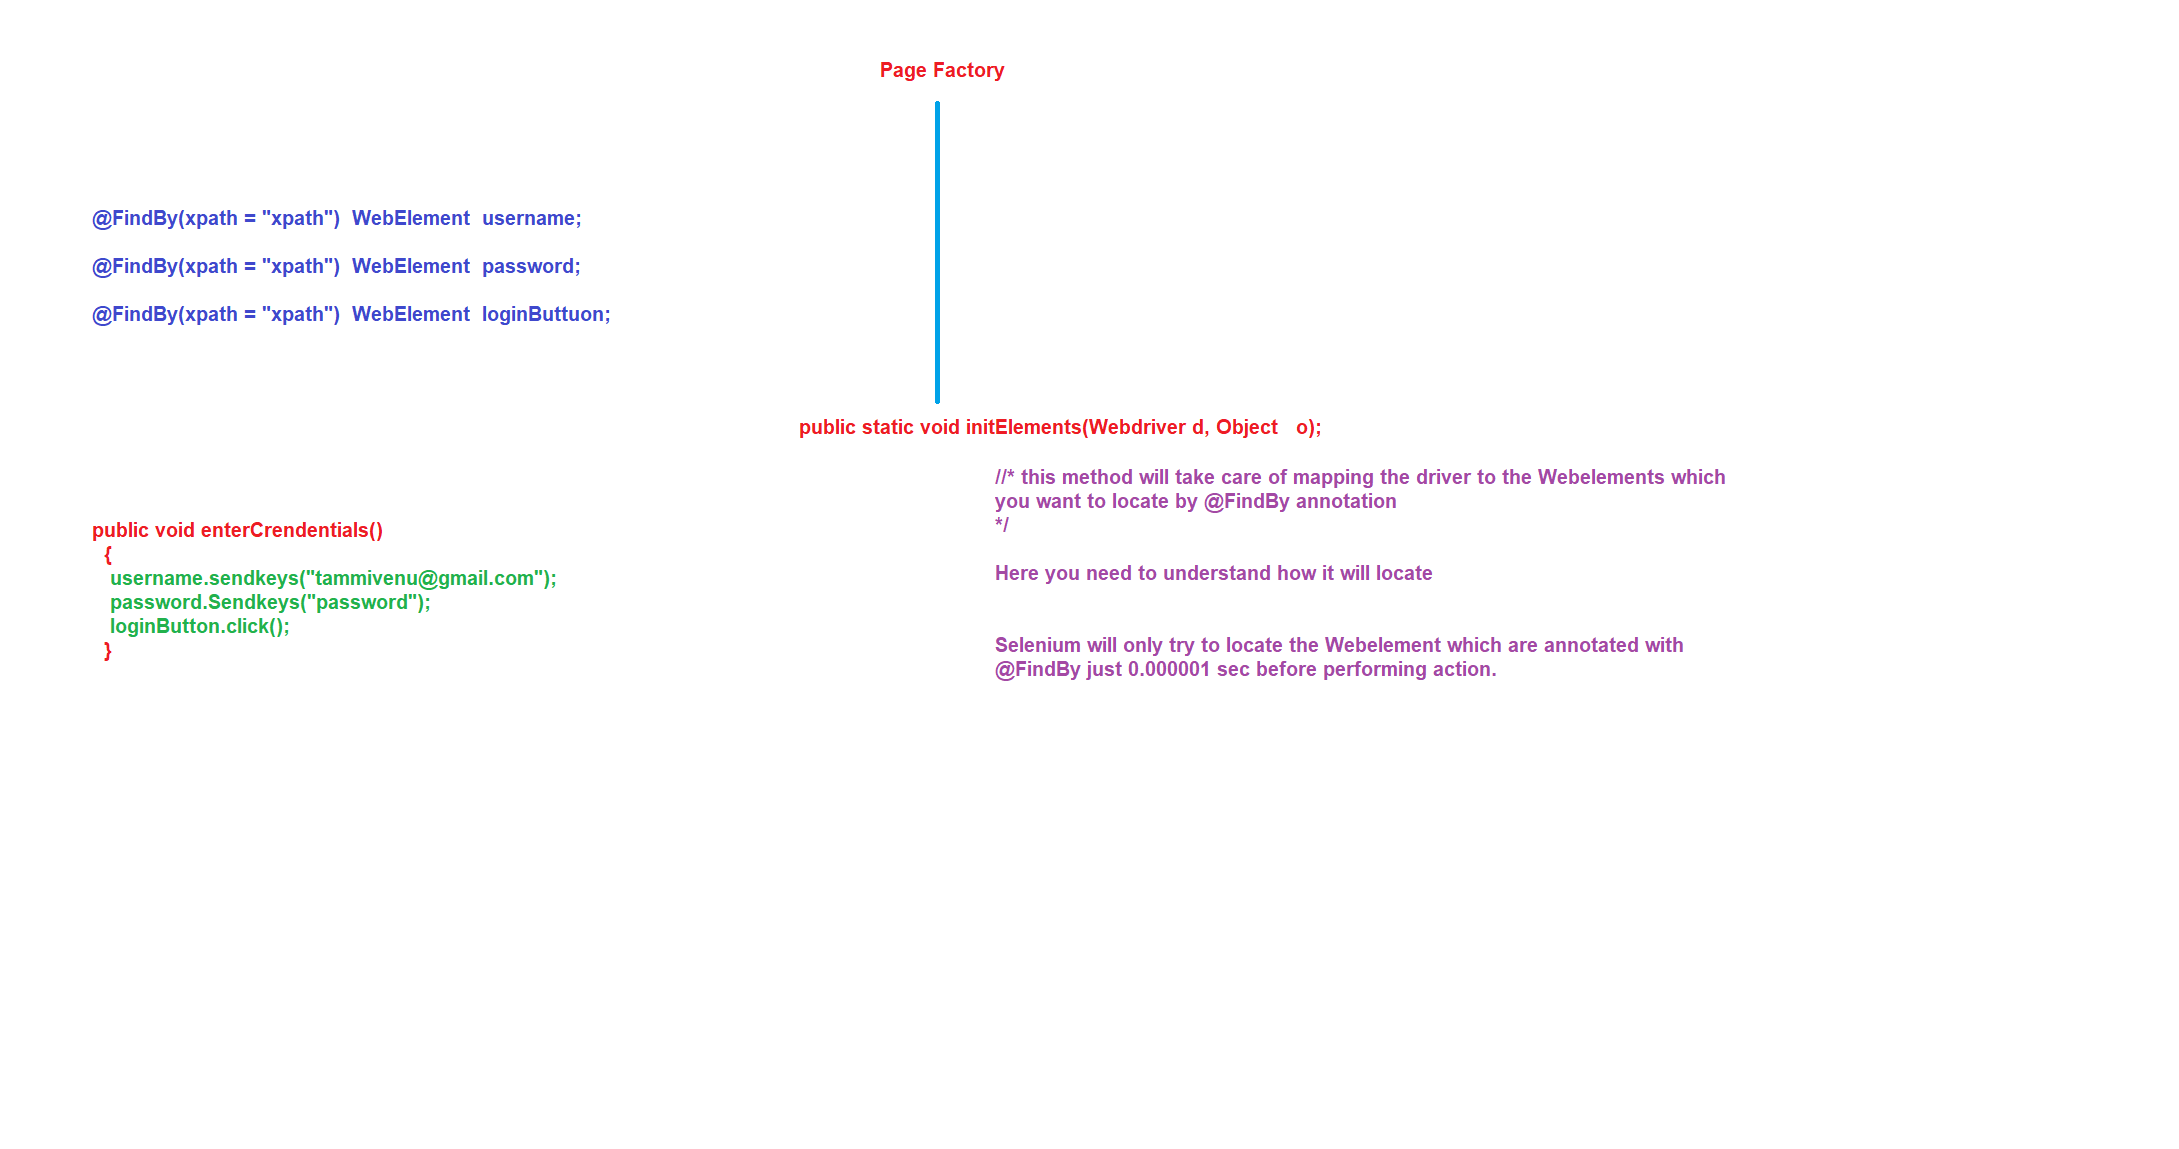 Page Factory
@FindBy(xpath = "xpath")  WebElement  username;
@FindBy(xpath = "xpath")  WebElement  password;
@FindBy(xpath = "xpath")  WebElement  loginButtuon;
public static void initElements(Webdriver d, Object   o);
//* this method will take care of mapping the driver to the Webelements which
you want to locate by @FindBy annotation
*/
Here you need to understand how it will locate
Selenium will only try to locate the Webelement which are annotated with
@FindBy just 0.000001 sec before performing action.
public void enterCrendentials()
{
username.sendkeys("tammivenu@gmail.com");
password.Sendkeys("password");
loginButton.click();
}